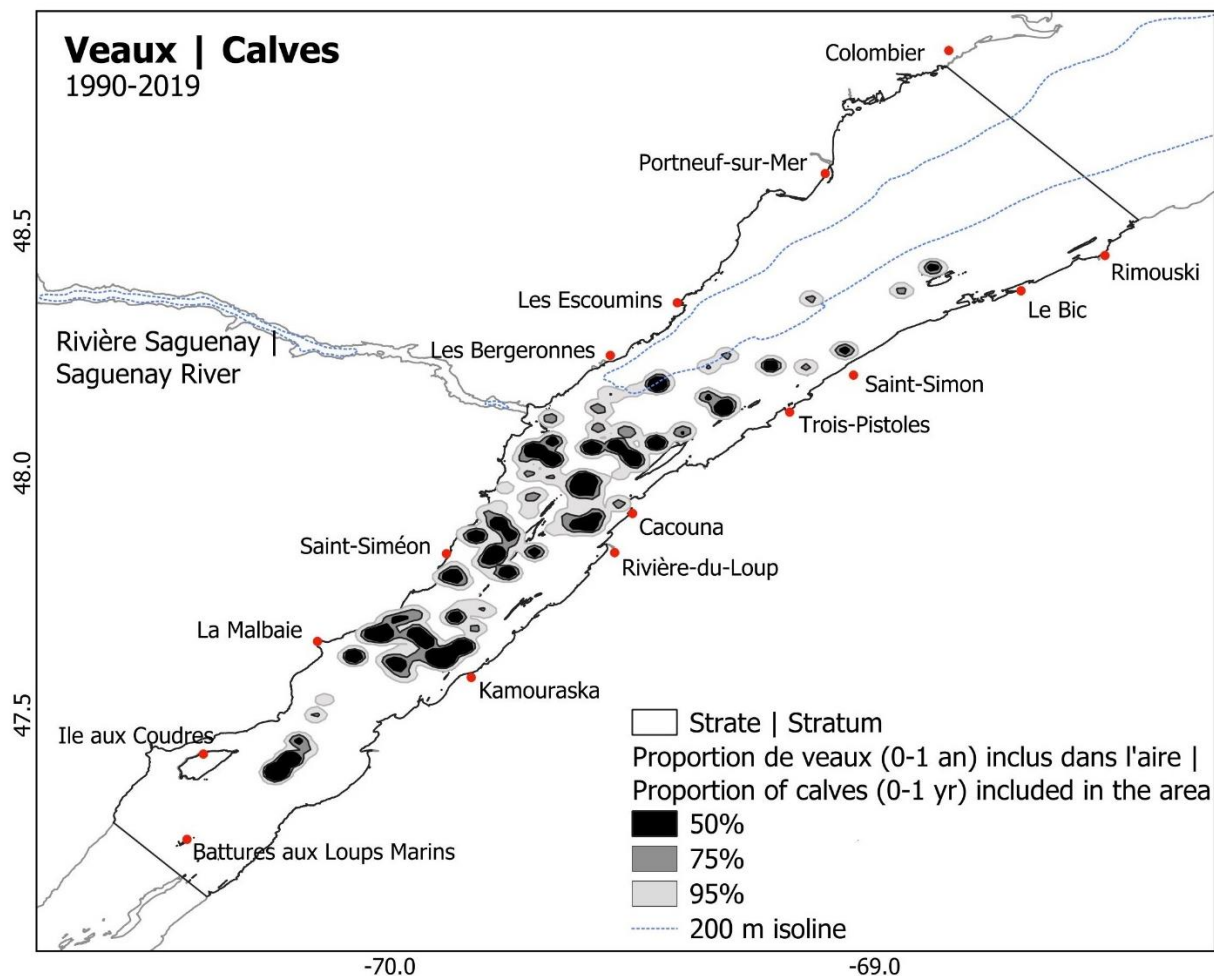 Veaux | Calves
1990-2019
Colombier
Portneuf-sur-Mer
48.5
Rimouski
Les Escoumins
Le Bic
Rivière Saguenay |
Saguenay River
Les Bergeronnes
Saint-Simon
Trois-Pistoles
48.0
Cacouna
Saint-Siméon
Rivière-du-Loup
La Malbaie
Kamouraska
47.5
Ile aux Coudres
Battures aux Loups Marins
Strate | Stratum
Proportion de veaux (0-1 an) inclus dans l'aire |
Proportion of calves (0-1 yr) included in the area
50%
75%
95%
200 m isoline
-70.0
-69.0